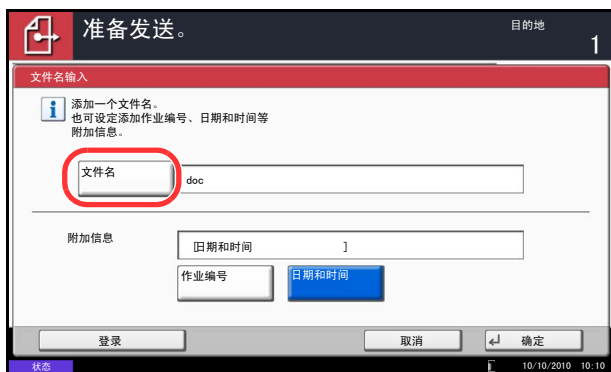 准备发送。
目的地
1
文件名输入
添加一个文件名。
也可设定添加作业编号、日期和时间等
附加信息。
文件名
doc
附加信息
[日期和时间 ]
作业编号
日期和时间
登录
取消
确定
状态
10/10/2010 10:10